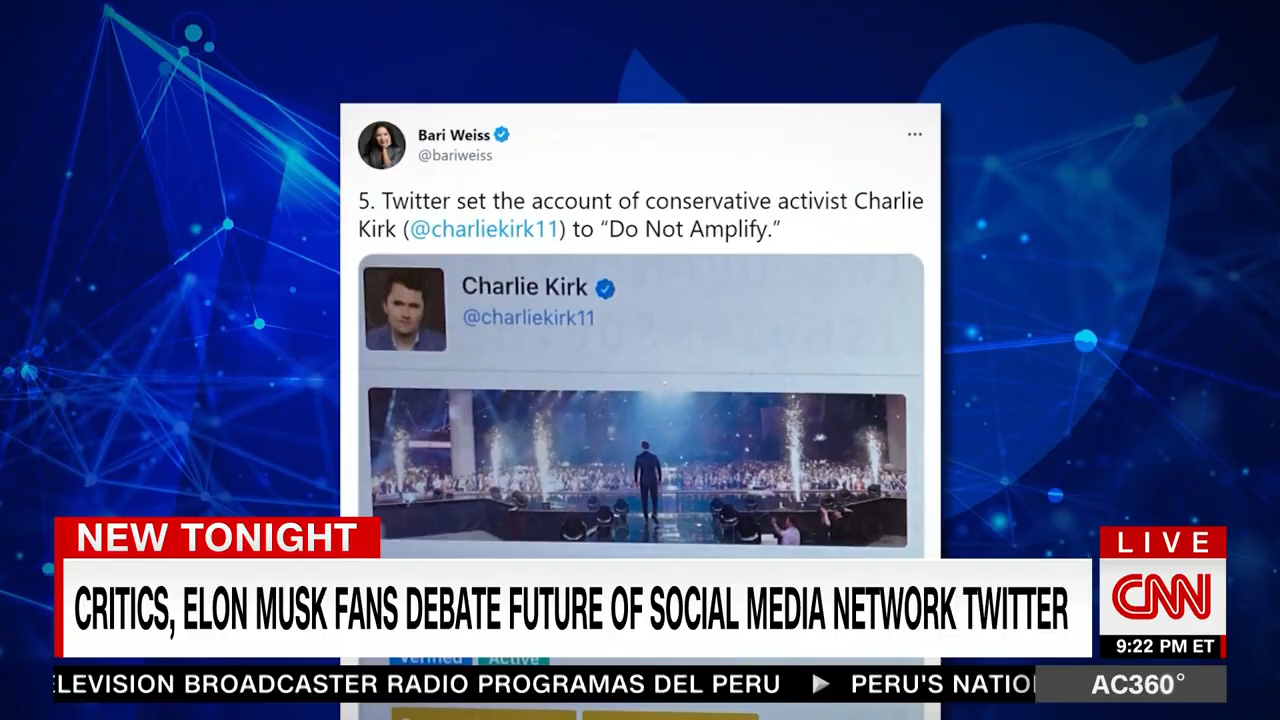 Bari Weiss
@bariweiss
5. Twitter set the account of conservative activist Charlie
Kirk (@charliekirk11) to “Do Not Amplify.”
Charlie Kirk
@charliekirk11
NEW TONIGHT
CRITICS, ELON MUSK FANS DEBATE FUTURE OF SOCIAL MEDIA NETWORK TWITTER
LIVE
CNN
9:22 PM ET
Verified Active
BROADCASTER RADIO PROGRAMAS DEL PERU ▶ PERU'S
AC360°